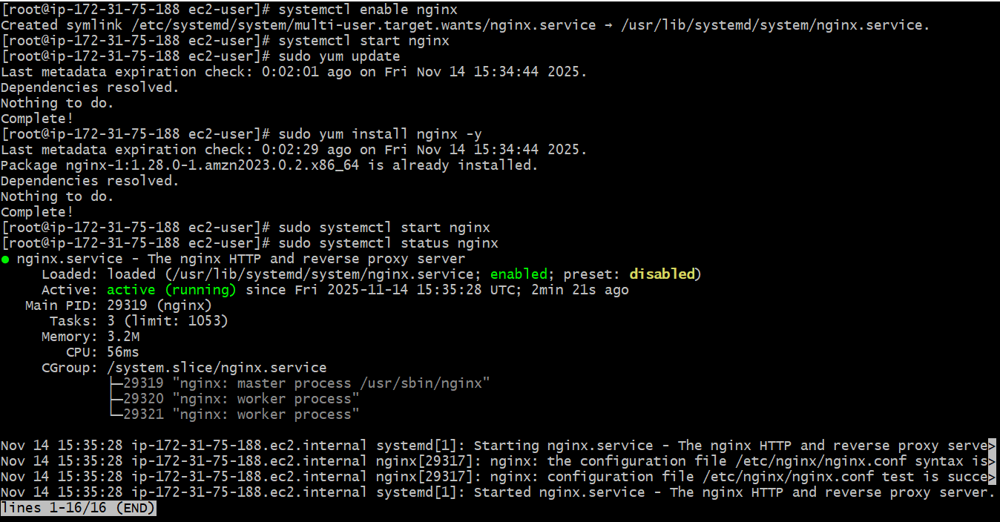 [root@ip-172-31-75-188 ec2-user]# systemctl enable nginx
Created symlink /etc/systemd/system/multi-user.target.wants/nginx.service → /usr/lib/systemd/system/nginx.service.
[root@ip-172-31-75-188 ec2-user]# systemctl start nginx
[root@ip-172-31-75-188 ec2-user]# sudo yum update
Last metadata expiration check: 0:02:01 ago on Fri Nov 14 15:34:44 2025.
Dependencies resolved.
Nothing to do.
Complete!
[root@ip-172-31-75-188 ec2-user]# sudo yum install nginx -y
Last metadata expiration check: 0:02:29 ago on Fri Nov 14 15:34:44 2025.
Package nginx-1:1.28.0-1.amzn2023.0.2.x86_64 is already installed.
Dependencies resolved.
Nothing to do.
Complete!
[root@ip-172-31-75-188 ec2-user]# sudo systemctl start nginx
[root@ip-172-31-75-188 ec2-user]# sudo systemctl status nginx
● nginx.service - The nginx HTTP and reverse proxy server
     Loaded: loaded (/usr/lib/systemd/system/nginx.service; enabled; preset: disabled)
     Active: active (running) since Fri 2025-11-14 15:35:28 UTC; 2min 21s ago
   Main PID: 29319 (nginx)
      Tasks: 3 (limit: 1053)
     Memory: 3.2M
        CPU: 56ms
     CGroup: /system.slice/nginx.service
             ├─29319 "nginx: master process /usr/sbin/nginx"
             ├─29320 "nginx: worker process"
             └─29321 "nginx: worker process"

Nov 14 15:35:28 ip-172-31-75-188.ec2.internal systemd[1]: Starting nginx.service - The nginx HTTP and reverse proxy serve>
Nov 14 15:35:28 ip-172-31-75-188.ec2.internal nginx[29317]: nginx: the configuration file /etc/nginx/nginx.conf syntax is>
Nov 14 15:35:28 ip-172-31-75-188.ec2.internal nginx[29317]: nginx: configuration file /etc/nginx/nginx.conf test is succe>
Nov 14 15:35:28 ip-172-31-75-188.ec2.internal systemd[1]: Started nginx.service - The nginx HTTP and reverse proxy server.
lines 1-16/16 (END)